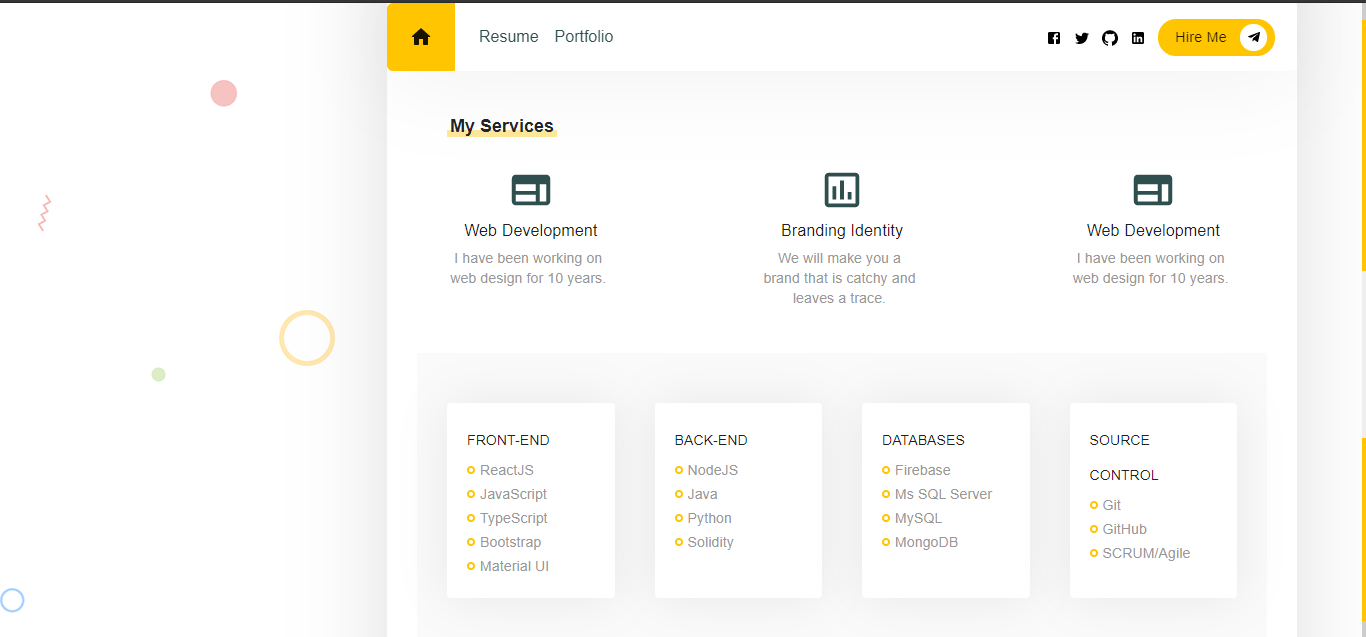 Resume Portfolio Hire Me
My Services
Web Development
I have been working on
web design for 10 years.
Branding Identity
We will make you a
brand that is catchy and
leaves a trace.
Web Development
I have been working on
web design for 10 years.
FRONT-END
ReactJS
JavaScript
TypeScript
Bootstrap
Material UI
BACK-END
NodeJS
Java
Python
Solidity
DATABASES
Firebase
Ms SQL Server
MySQL
MongoDB
SOURCE
CONTROL
Git
GitHub
SCRUM/Agile